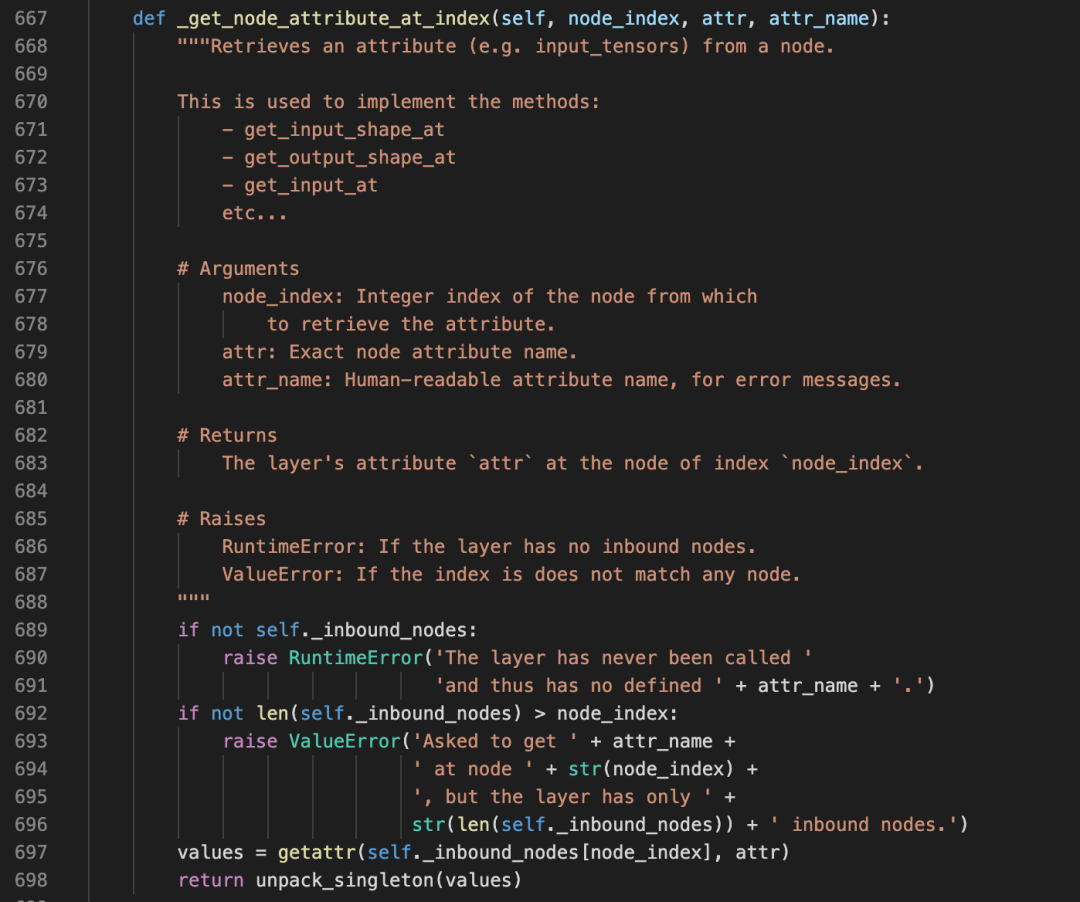 667 def _get_node_attribute_at_index(self, node_index, attr, attr_name):
668 """Retrieves an attribute (e.g. input_tensors) from a node.
669
670 This is used to implement the methods:
671 - get_input_shape_at
672 - get_output_shape_at
673 - get_input_at
674 etc...
675
676 # Arguments
677 node_index: Integer index of the node from which
678 to retrieve the attribute.
679 attr: Exact node attribute name.
680 attr_name: Human-readable attribute name, for error messages.
681
682 # Returns
683 The layer's attribute `attr` at the node of index `node_index`.
684
685 # Raises
686 RuntimeError: If the layer has no inbound nodes.
687 ValueError: If the index is does not match any node.
688 """
689 if not self._inbound_nodes:
690 raise RuntimeError('The layer has never been called '
691 'and thus has no defined ' + attr_name + '.')
692 if not len(self._inbound_nodes) > node_index:
693 raise ValueError('Asked to get ' + attr_name +
694 ' at node ' + str(node_index) +
695 ', but the layer has only ' +
696 str(len(self._inbound_nodes)) + ' inbound nodes.')
697 values = getattr(self._inbound_nodes[node_index], attr)
698 return unpack_singleton(values)